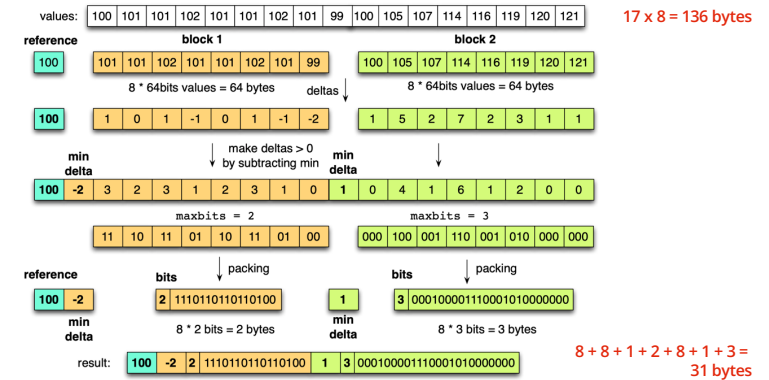 values: 100 101 101 102 101 101 102 101 99 100 105 107 114 116 119 120 121
17 x 8 = 136 bytes
reference block 1 block 2
100 101 101 102 101 101 102 101 99 100 105 107 114 116 119 120 121
8 * 64bits values = 64 bytes deltas 8 * 64bits values = 64 bytes
100 1 0 1 -1 0 1 -1 -2 1 5 2 7 2 3 1 1
make deltas > 0
by subtracting min
min
delta
min
delta
100 -2 3 2 3 1 2 3 1 0 1 0 4 1 6 1 2 0 0
maxbits = 2 maxbits = 3
11 10 11 01 10 11 01 00 000 100 001 110 001 010 000 000
packing packing
reference bits bits
100 -2 2 1110110110110100 1 3 000100001110001010000000
min
delta
8 * 2 bits = 2 bytes
min
delta
8 * 3 bits = 3 bytes
result: 100 -2 2 1110110110110100 1 3 000100001110001010000000
8 + 8 + 1 + 2 + 8 + 1 + 3 =
31 bytes